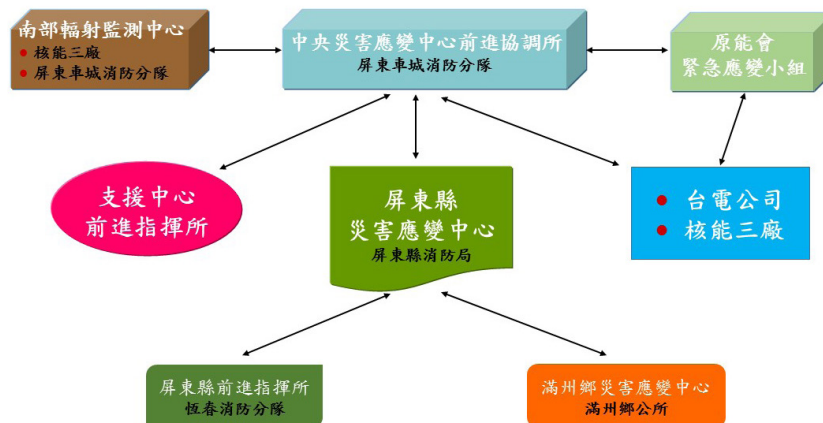 南部輻射監測中心
核能三廠
屏東車城消防分隊
中央災害應變中心前進協調所
屏東車城消防分隊
原能會
緊急應變小組
支援中心
前進指揮所
屏東縣
災害應變中心
屏東縣消防局
台電公司
核能三廠
屏東縣前進指揮所
恆春消防分隊
滿州鄉災害應變中心
滿州鄉公所